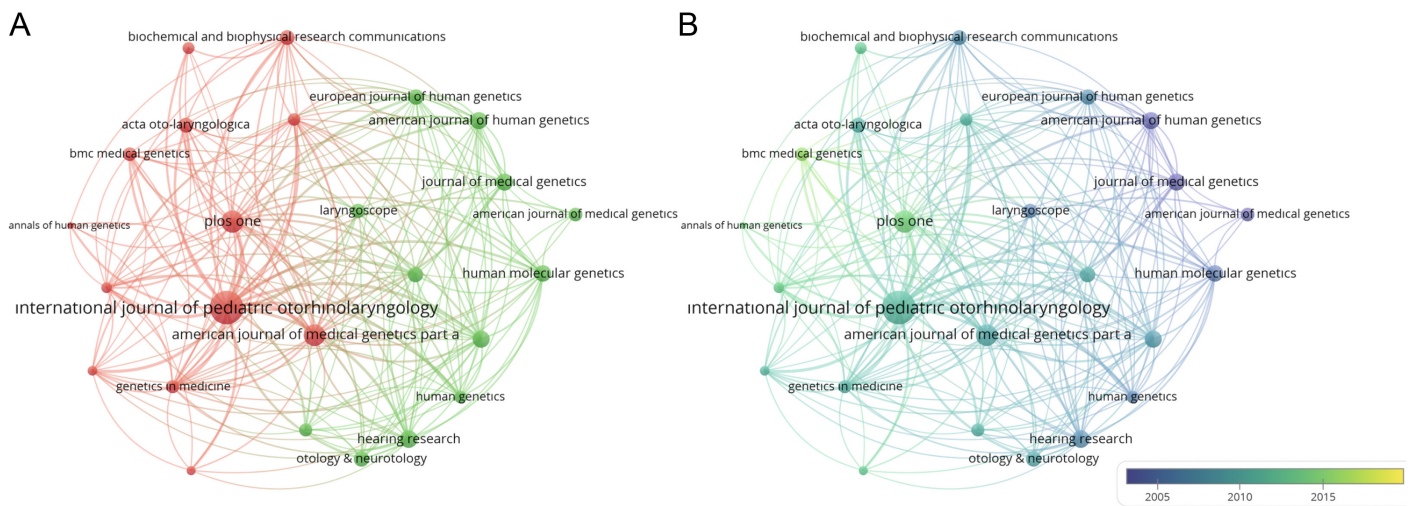 A
biochemical and biophysical research communications
european journal of human genetics
american journal of human genetics
acta oto-laryngologica
bmc medical genetics
journal of medical genetics
laryngoscope
american journal of medical genetics
plos one
annals of human genetics
human molecular genetics
international journal of pediatric otorhinolaryngology
american journal of medical genetics part a
genetics in medicine
human genetics
hearing research
otology & neurotology
B
biochemical and biophysical research communications
european journal of human genetics
american journal of human genetics
acta oto-laryngologica
bmc medical genetics
journal of medical genetics
laryngoscope
american journal of medical genetics
plos one
annals of human genetics
human molecular genetics
international journal of pediatric otorhinolaryngology
american journal of medical genetics part a
genetics in medicine
human genetics
hearing research
otology & neurotology
2005 2010 2015